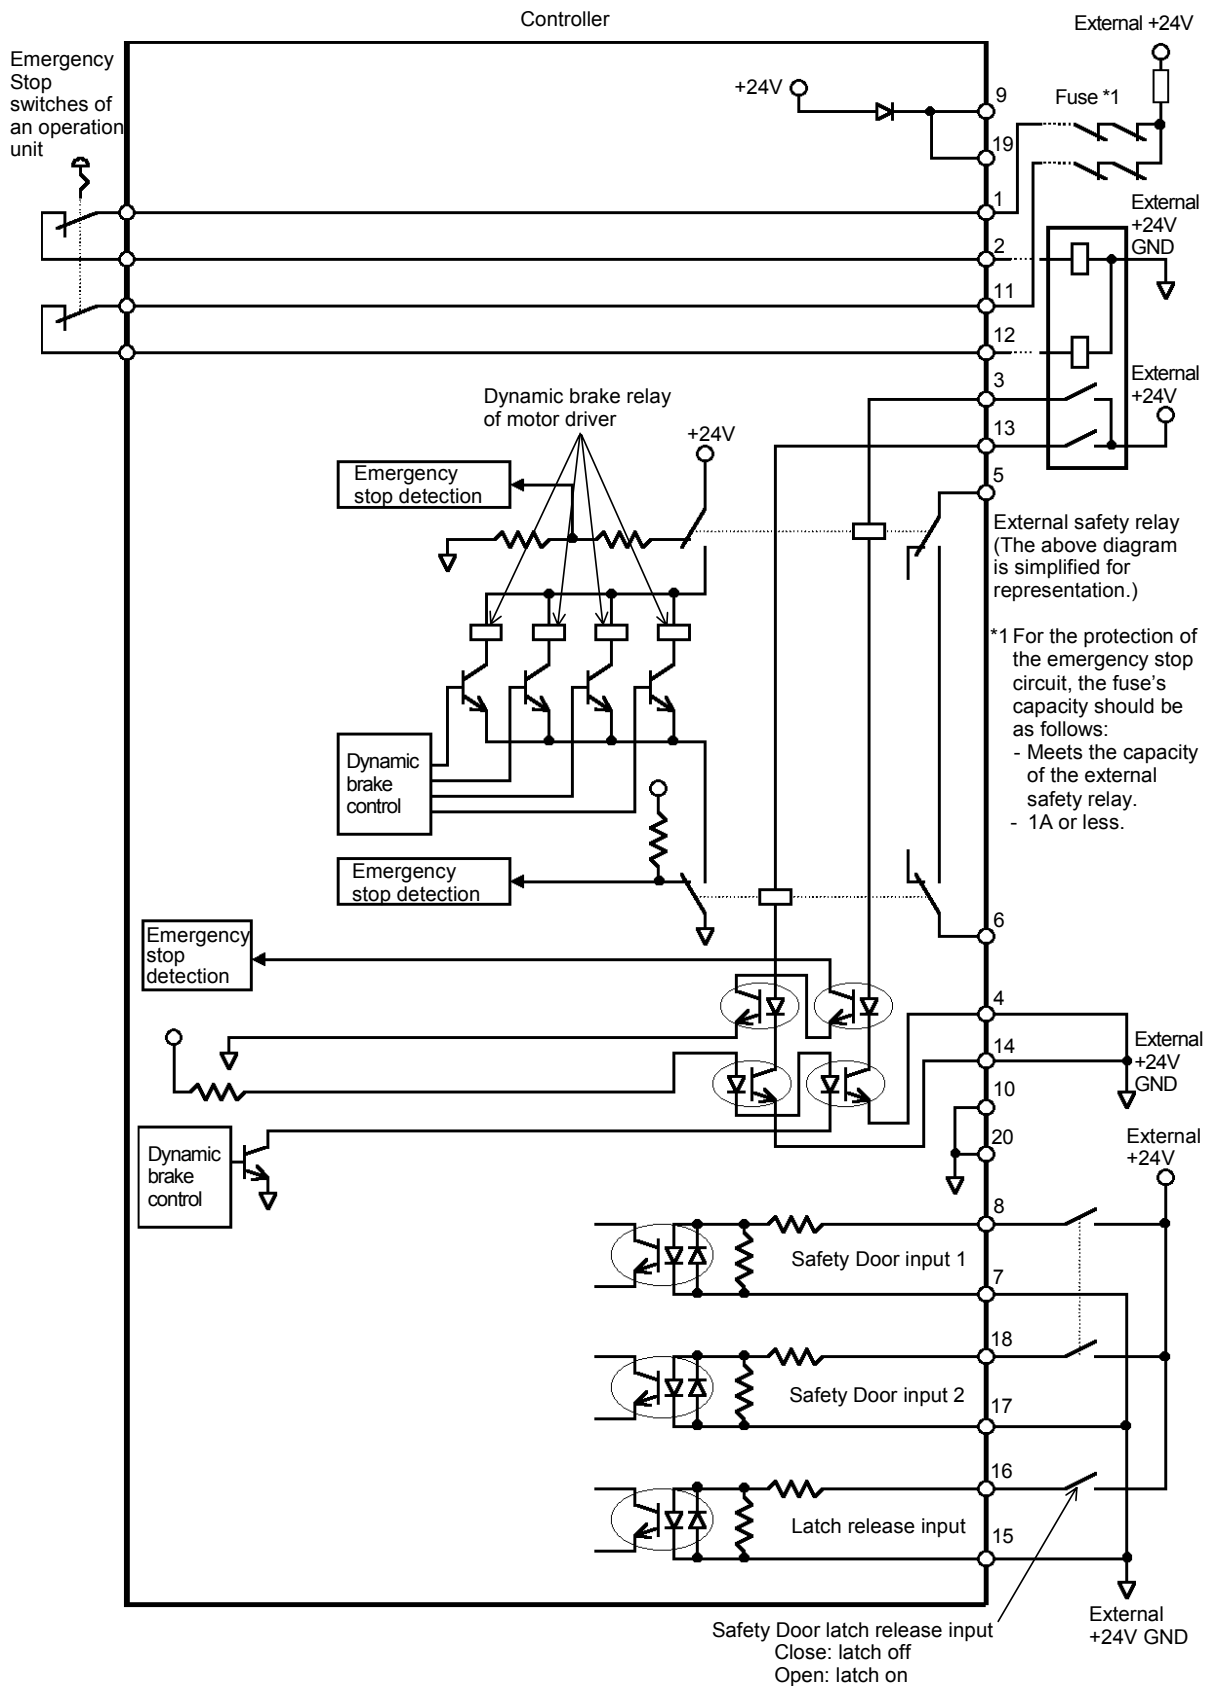 Controller
External +24V
Emergency
Stop
switches of
an operation
unit
+24V
9
Fuse *1
19
1
External
+24V
GND
2
11
12
3
External
+24V
Dynamic brake relay
of motor driver
+24V
13
Emergency
stop detection
5
External safety relay
(The above diagram
is simplified for
representation.)
*1 For the protection of
the emergency stop
circuit, the fuse's
capacity should be
as follows:
- Meets the capacity
of the external
safety relay.
- 1A or less.
Dynamic
brake
control
Emergency
stop detection
6
Emergency
stop
detection
4
14
External
+24V
GND
10
20
External
+24V
Dynamic
brake
control
8
Safety Door input 1
7
18
Safety Door input 2
17
16
Latch release input
15
External
+24V GND
Safety Door latch release input
Close: latch off
Open: latch on